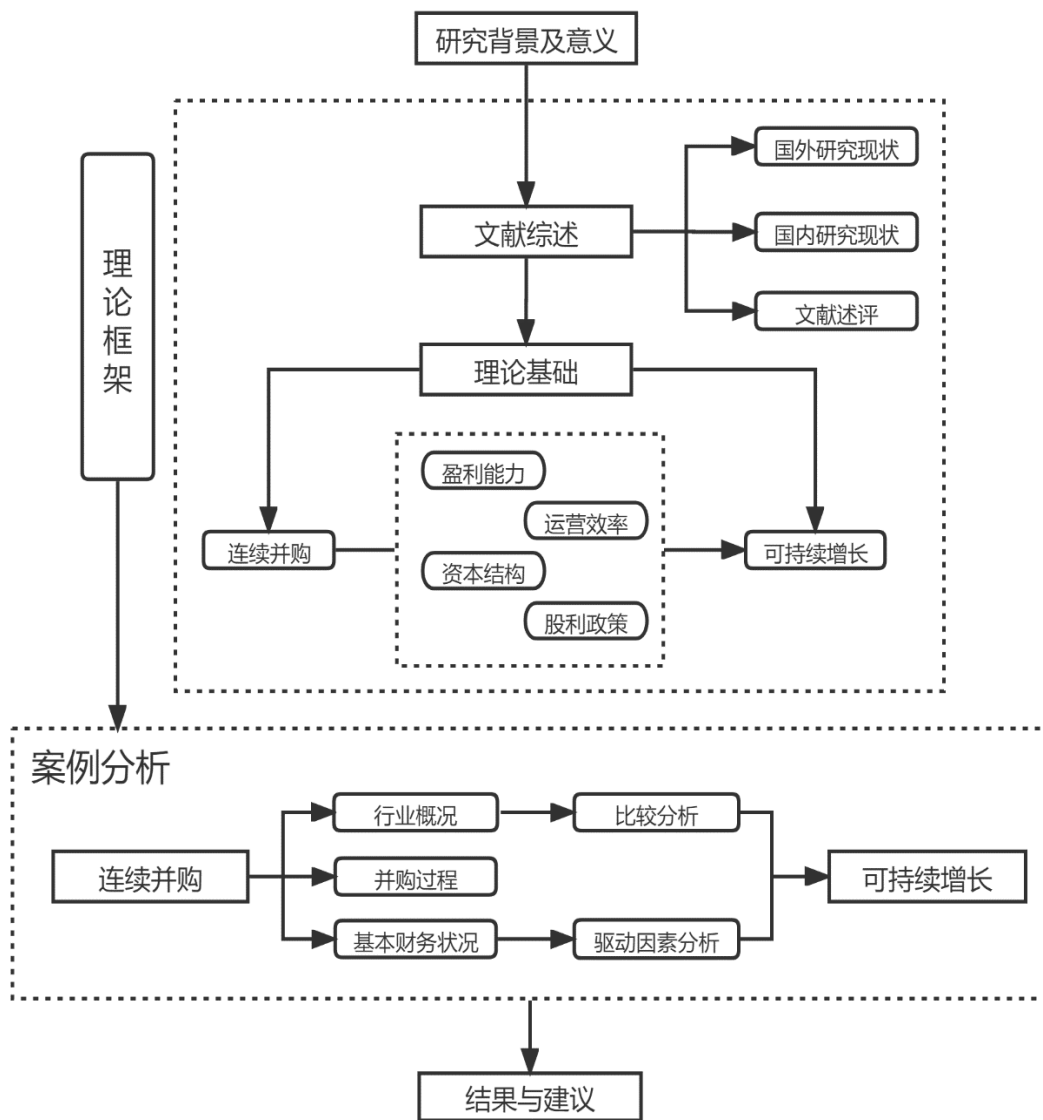 研究背景及意义
理论框架
国外研究现状
文献综述
国内研究现状
文献述评
理论基础
盈利能力
运营效率
连续并购
资本结构
可持续增长
股利政策
案例分析
行业概况
比较分析
连续并购
并购过程
可持续增长
基本财务状况
驱动因素分析
结果与建议